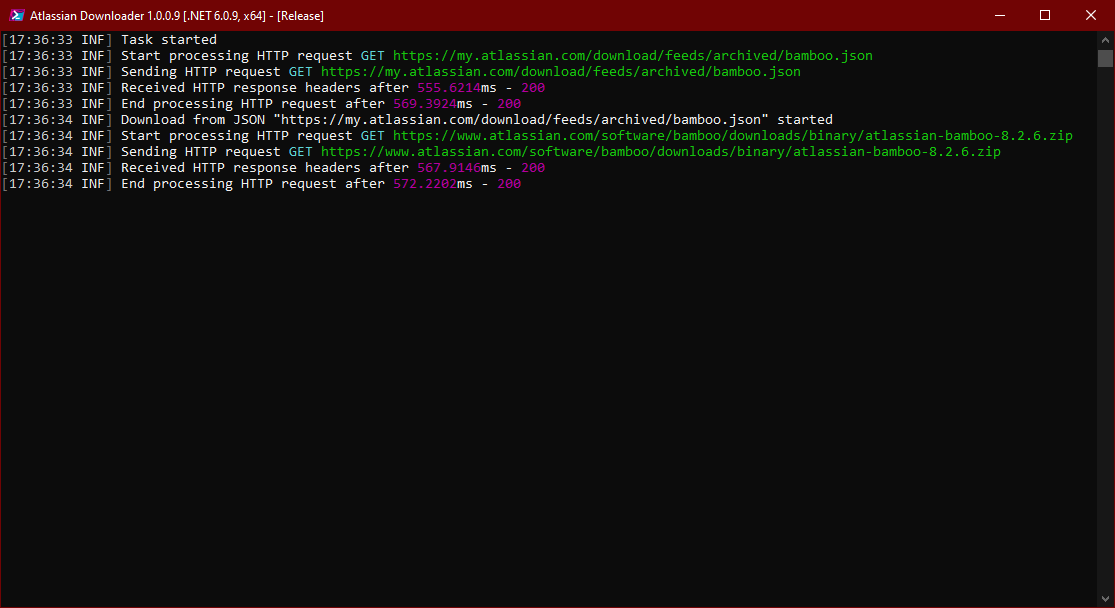 Atlassian Downloader 1.0.0.9 [.NET 6.0.9, x64] - [Release]
[17:36:33 INF] Task started
[17:36:33 INF] Start processing HTTP request GET https://my.atlassian.com/download/feeds/archived/bamboo.json
[17:36:33 INF] Sending HTTP request GET https://my.atlassian.com/download/feeds/archived/bamboo.json
[17:36:33 INF] Received HTTP response headers after 555.6214ms - 200
[17:36:33 INF] End processing HTTP request after 569.3924ms - 200
[17:36:34 INF] Download from JSON "https://my.atlassian.com/download/feeds/archived/bamboo.json" started
[17:36:34 INF] Start processing HTTP request GET https://www.atlassian.com/software/bamboo/downloads/binary/atlassian-bamboo-8.2.6.zip
[17:36:34 INF] Sending HTTP request GET https://www.atlassian.com/software/bamboo/downloads/binary/atlassian-bamboo-8.2.6.zip
[17:36:34 INF] Received HTTP response headers after 567.9146ms - 200
[17:36:34 INF] End processing HTTP request after 572.2202ms - 200